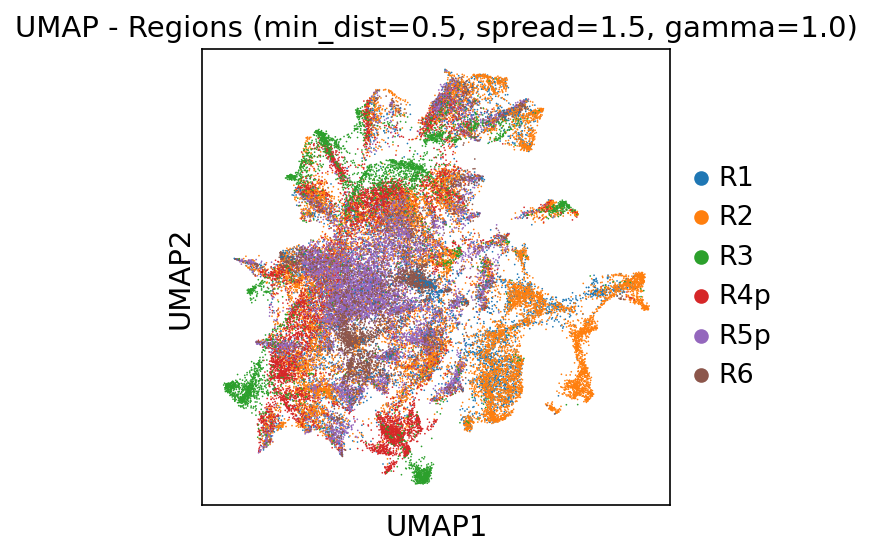 UMAP - Regions (min_dist=0.5, spread=1.5, gamma=1.0)
UMAP2
R1
R2
R3
R4p
R5p
R6
UMAP1